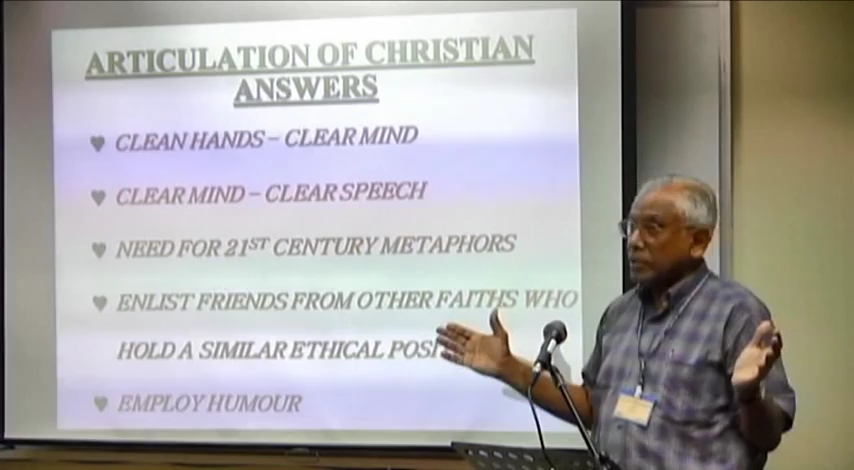 ARTICULATION OF CHRISTIAN
ANSWERS
CLEAN HANDS – CLEAR MIND
CLEAR MIND – CLEAR SPEECH
NEED FOR 21ST CENTURY METAPHORS
ENLIST FRIENDS FROM OTHER FAITHS WHO
HOLD A SIMILAR ETHICAL
EMPLOY HUMOUR